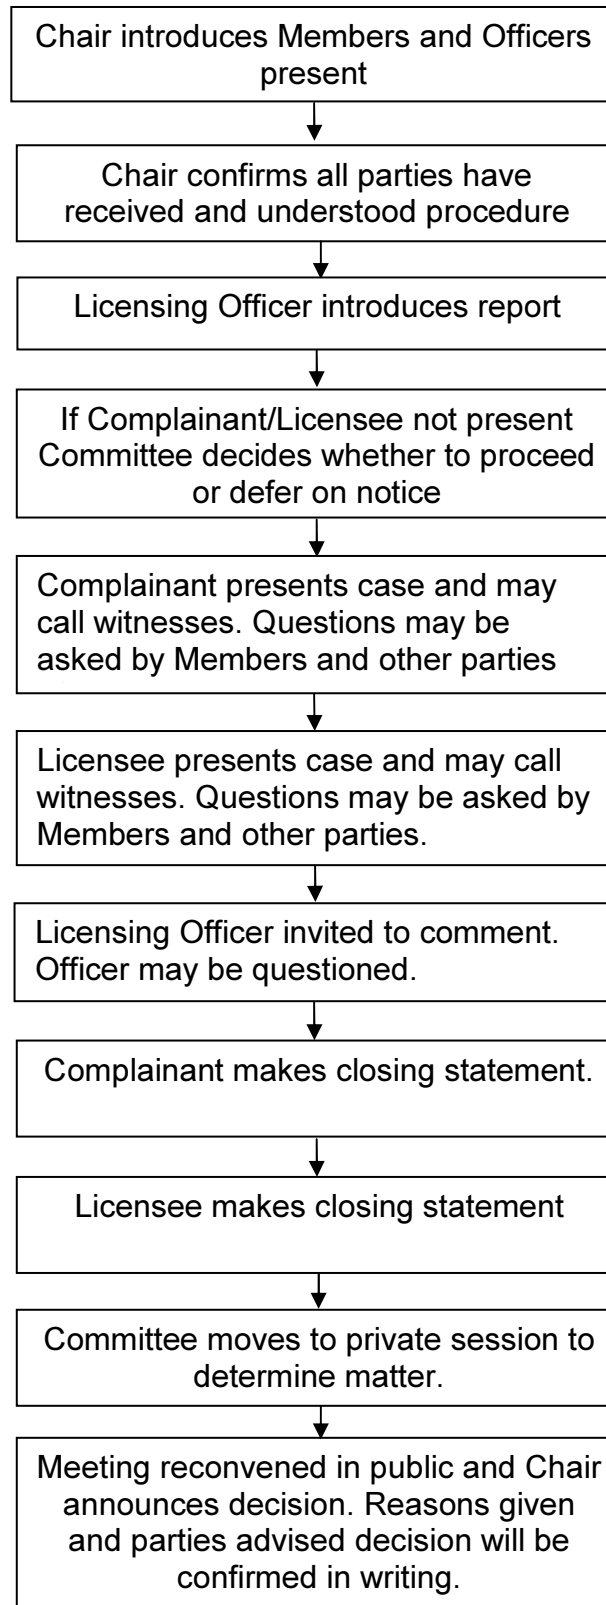 Chair introduces Members and Officers
present
Chair confirms all parties have
received and understood procedure
Licensing Officer introduces report
If Complainant/Licensee not present
Committee decides whether to proceed
or defer on notice
Complainant presents case and may
call witnesses. Questions may be
asked by Members and other parties
Licensee presents case and may call
witnesses. Questions may be asked by
Members and other parties.
Licensing Officer invited to comment.
Officer may be questioned.
Complainant makes closing statement.
Licensee makes closing statement
Committee moves to private session to
determine matter.
Meeting reconvened in public and Chair
announces decision. Reasons given
and parties advised decision will be
confirmed in writing.